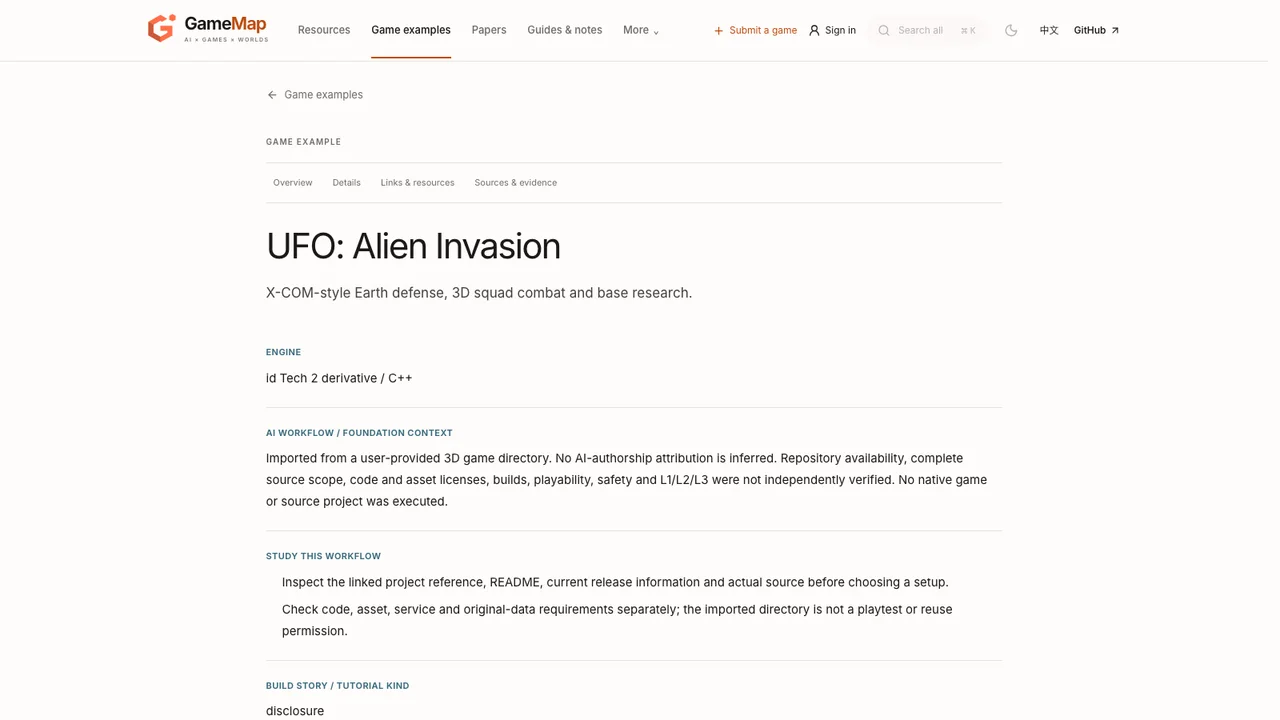 GameMap
AI × GAMES × WORLDS
Resources
Game examples
Papers
Guides & notes
More
Submit a game
Sign in
Search all
⌘ K
中文
GitHub
Game examples
GAME EXAMPLE
Overview
Details
Links & resources
Sources & evidence
UFO: Alien Invasion
X-COM-style Earth defense, 3D squad combat and base research.
ENGINE
id Tech 2 derivative / C++
AI WORKFLOW / FOUNDATION CONTEXT
Imported from a user-provided 3D game directory. No AI-authorship attribution is inferred. Repository availability, complete
source scope, code and asset licenses, builds, playability, safety and L1/L2/L3 were not independently verified. No native game
or source project was executed.
STUDY THIS WORKFLOW
Inspect the linked project reference, README, current release information and actual source before choosing a setup.
Check code, asset, service and original-data requirements separately; the imported directory is not a playtest or reuse
permission.
BUILD STORY / TUTORIAL KIND
disclosure